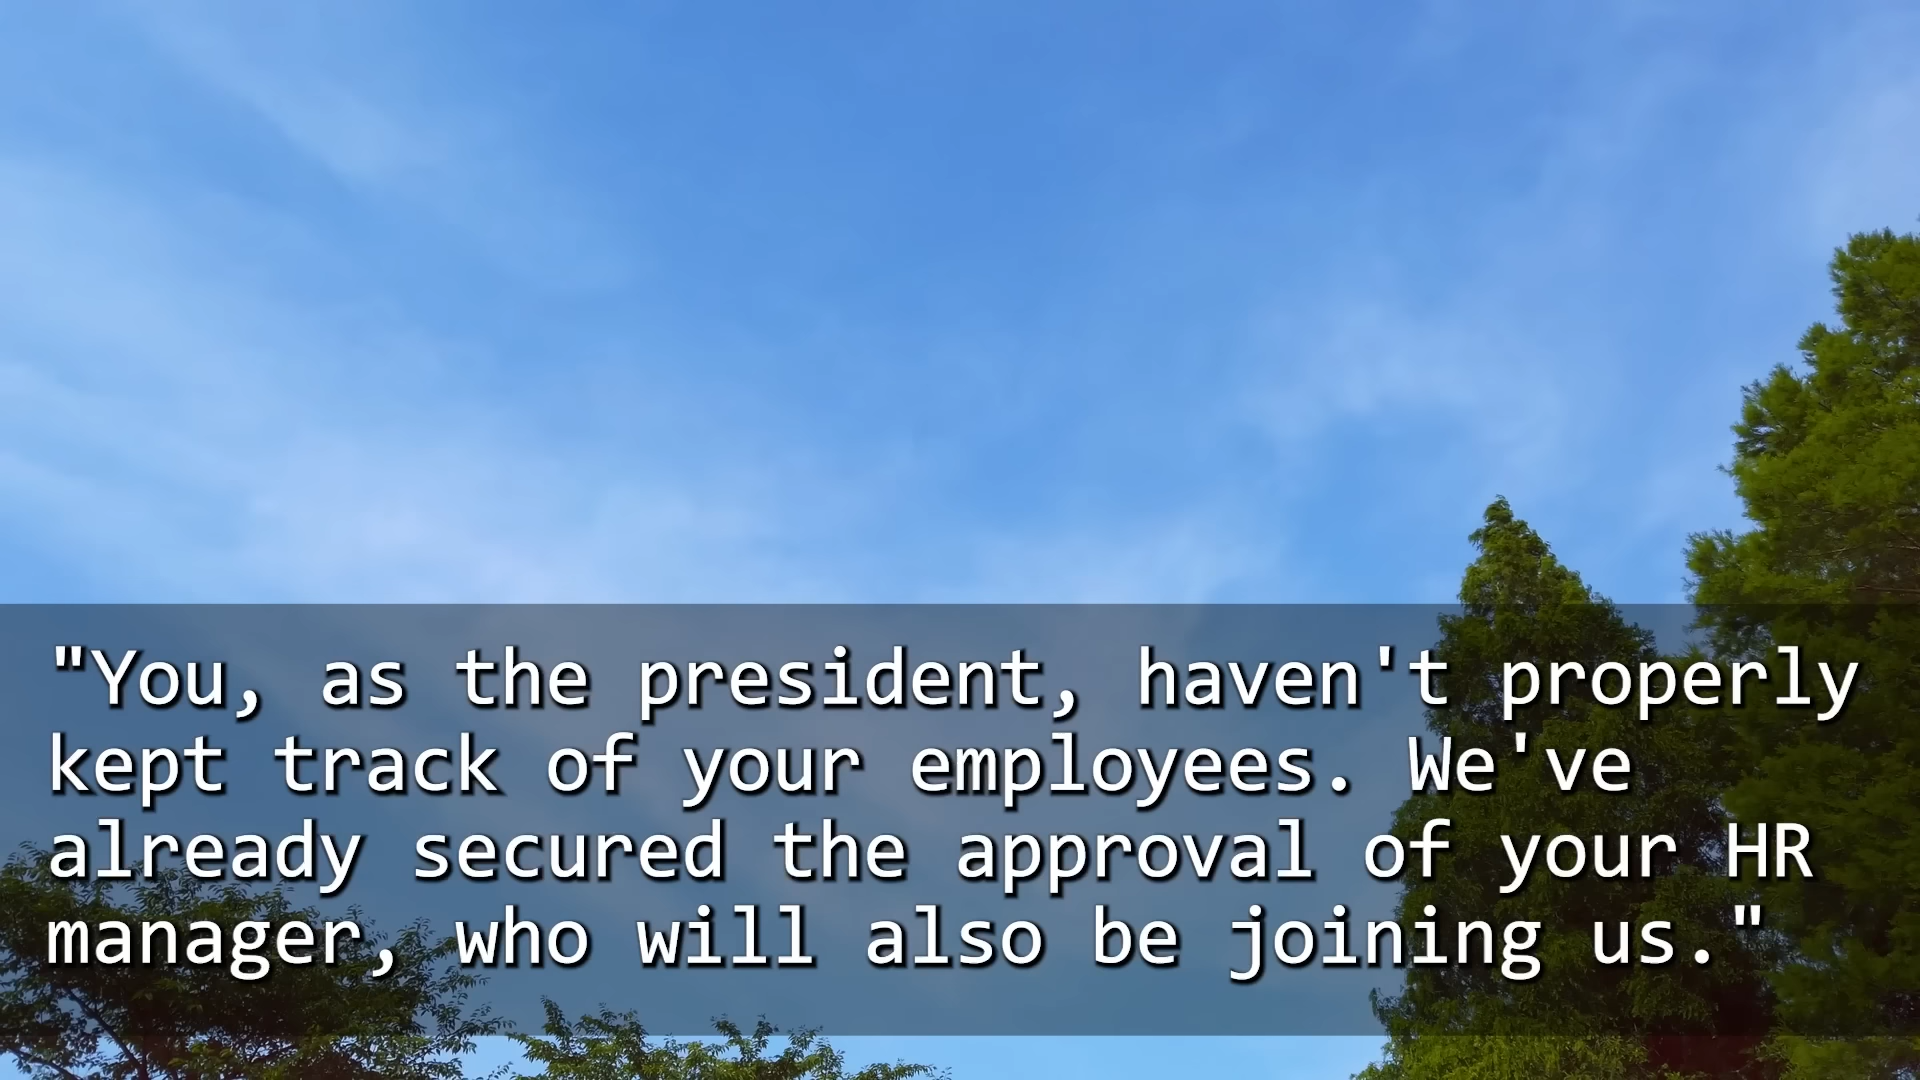 "You, as the president, haven't properly
kept track of your employees. We've
already secured the approval of your HR
manager, who will also be joining us."